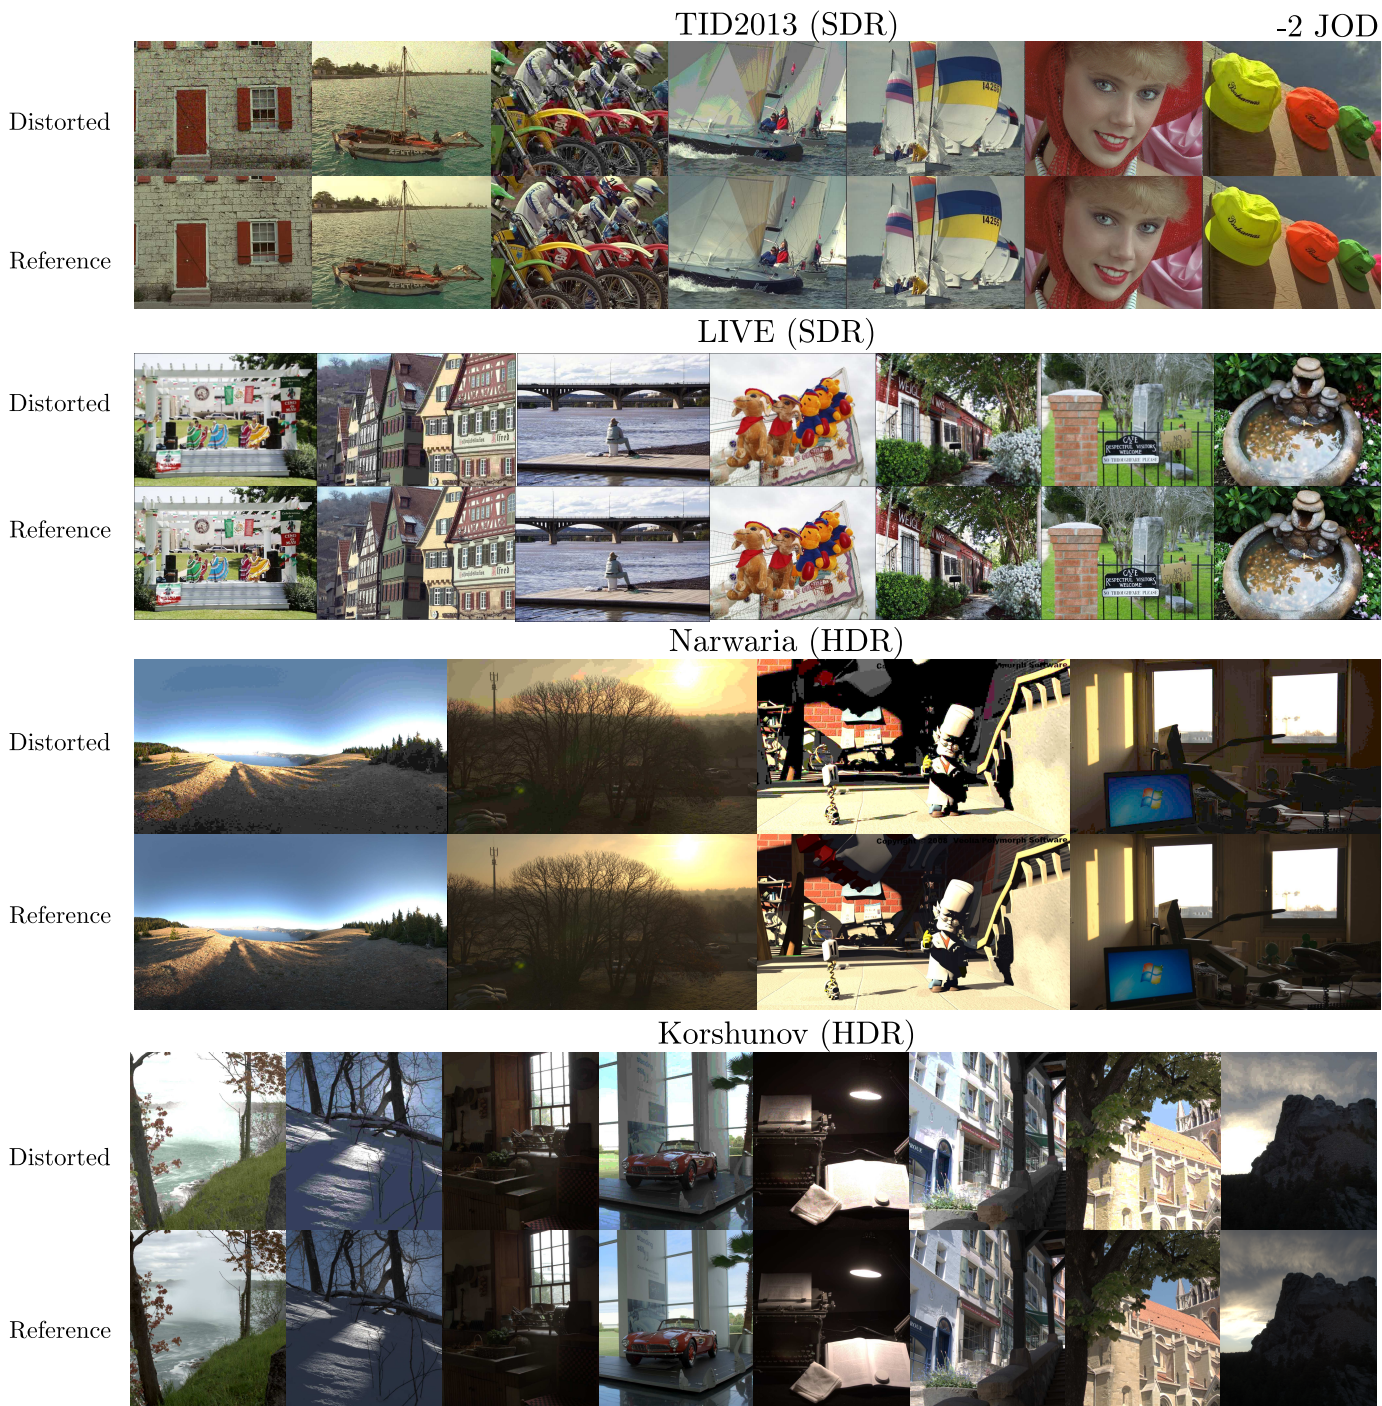 TID2013 (SDR)
-2 JOD
Distorted
Reference
LIVE (SDR)
Distorted
Reference
Narwaria (HDR)
Distorted
Reference
Korshunov (HDR)
Distorted
Reference